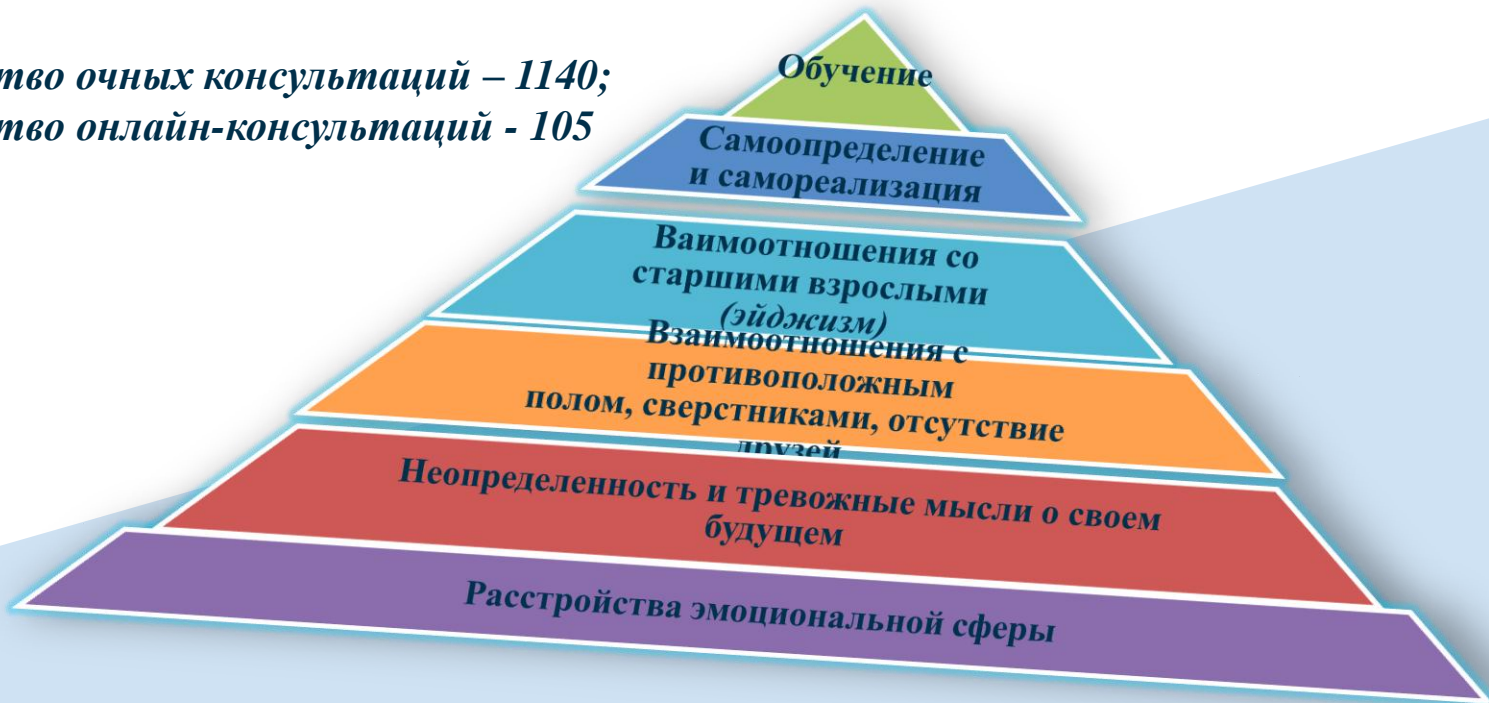 тво очных консультаций – 1140;
тво онлайн-консультаций - 105
Обучение
Самоопределение
и самореализация
Ваимоотношения со
старшими взрослыми
(эйджизм)
Взаимоотношения с
противоположным
полом, сверстниками, отсутствие
друзей
Неопределенность и тревожные мысли о своем
будущем
Расстройства эмоциональной сферы